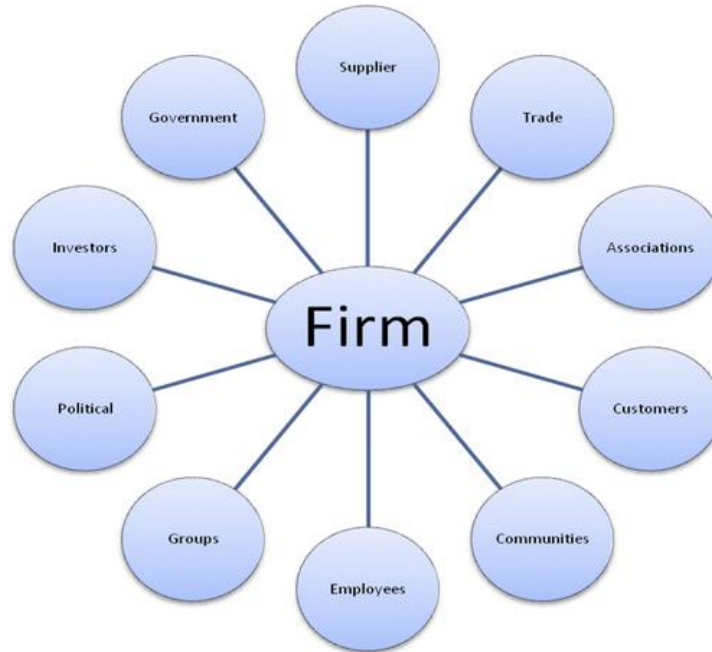 Supplier
Government
Trade
Investors
Associations
Firm
Political
Customers
Groups
Communities
Employees